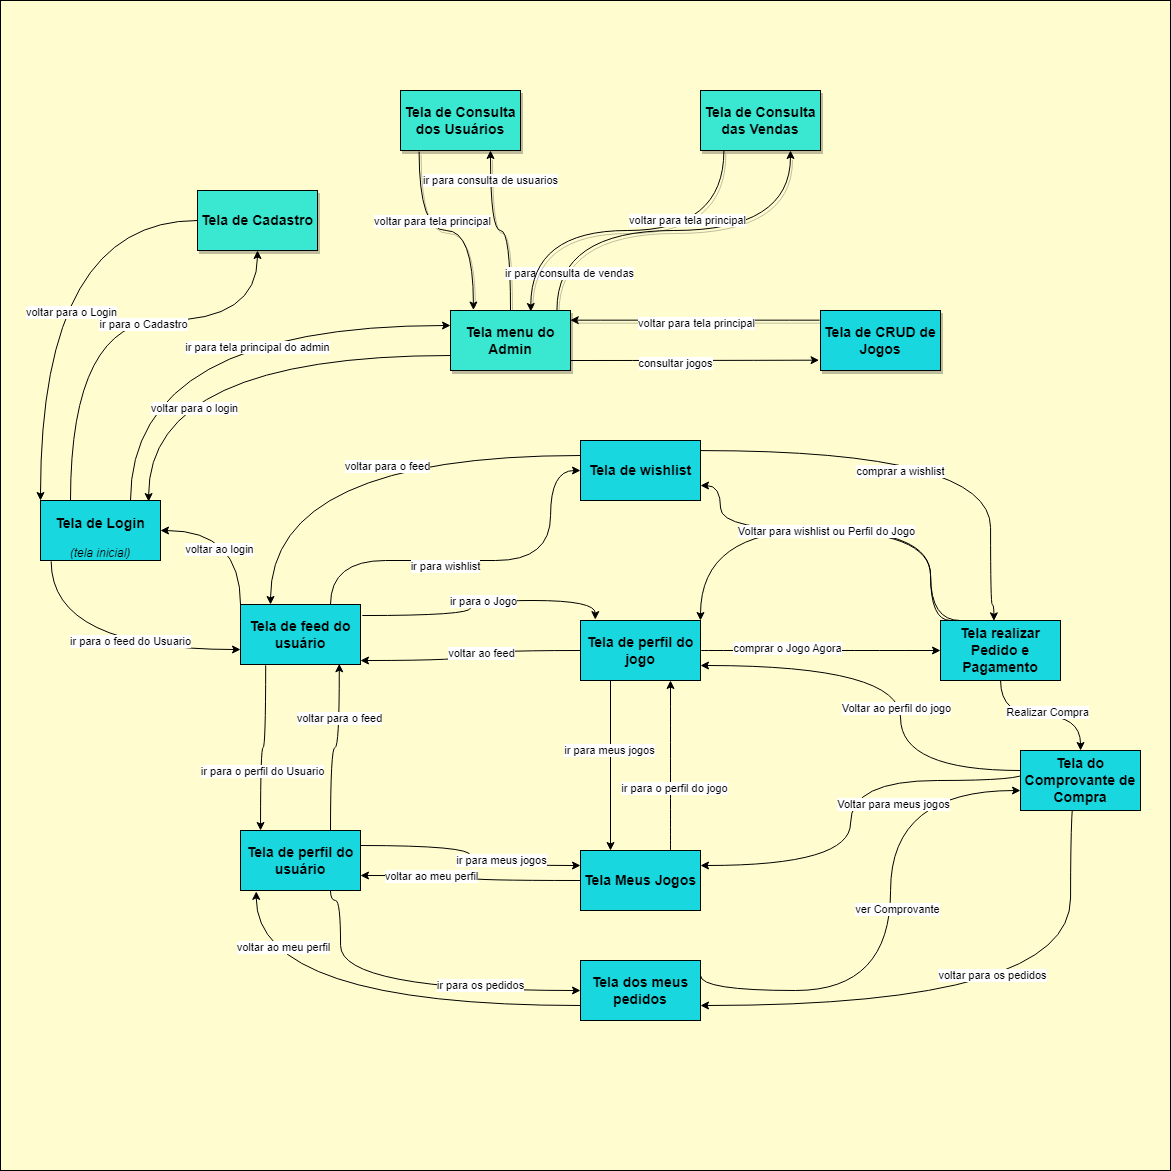 Tela de Consulta
dos Usuários
Tela de Consulta
das Vendas
ir para consulta de usuarios
voltar para tela principal
voltar para tela principal
Tela de Cadastro
ir para consulta de vendas
voltar para o Login
ir para o Cadastro
Tela menu do
Admin
voltar para tela principal
Tela de CRUD de
Jogos
ir para tela principal do admin
consultar jogos
voltar para o login
voltar para o feed
Tela de wishlist
comprar a wishlist
Tela de Login
(tela inicial)
Voltar para wishlist ou Perfil do Jogo
voltar ao login
ir para wishlist
ir para o Jogo
Tela de feed do
usuário
ir para o feed do Usuario
voltar ao feed
Tela de perfil do
jogo
comprar o Jogo Agora
Tela realizar
Pedido e
Pagamento
voltar para o feed
Voltar ao perfil do jogo
Realizar Compra
ir para meus jogos
ir para o perfil do Usuario
ir para o perfil do jogo
Tela do
Comprovante de
Compra
Voltar para meus jogos
Tela de perfil do
usuário
ir para meus jogos
voltar ao meu perfil
Tela Meus Jogos
ver Comprovante
voltar ao meu perfil
voltar para os pedidos
ir para os pedidos
Tela dos meus
pedidos